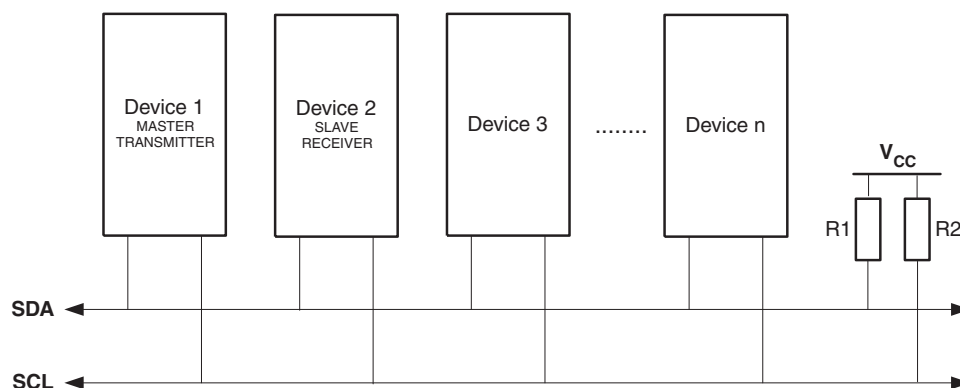 Device 1
MASTER
TRANSMITTER
Device 2
SLAVE
RECEIVER
Device 3
........
Device n
VCC
R1
R2
SDA
SCL